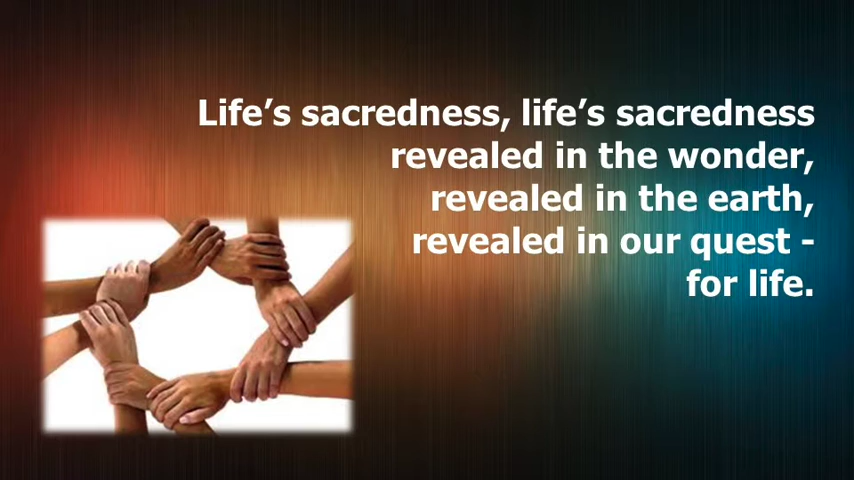 Life’s sacredness, life’s sacredness
revealed in the wonder,
revealed in the earth,
revealed in our quest -
for life.